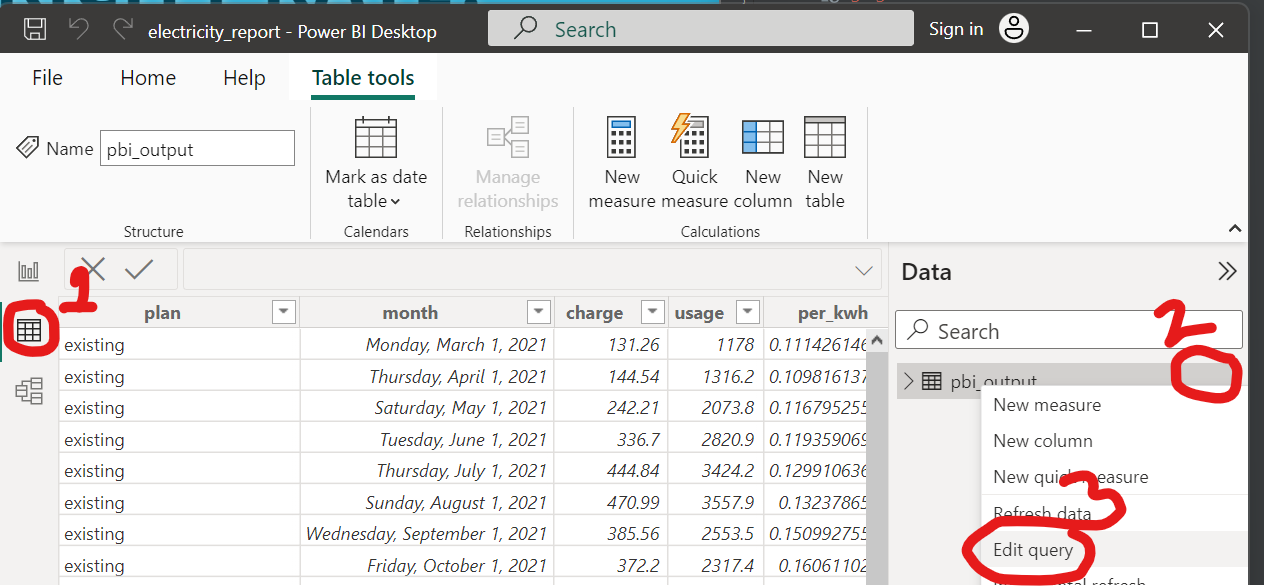 electricity_report - Power BI Desktop
Search
Sign in
File Home Help Table tools
Name pbi_output
Mark as date table
Manage relationships
New measure
Quick measure
New column
New table
Structure Calendars Relationships Calculations
1
Data
plan month charge usage per_kwh
Search
2
existing Monday, March 1, 2021 131.26 1178 0.111426146
existing Thursday, April 1, 2021 144.54 1316.2 0.109816137
existing Saturday, May 1, 2021 242.21 2073.8 0.116795255
existing Tuesday, June 1, 2021 336.7 2820.9 0.119359069
existing Thursday, July 1, 2021 444.84 3424.2 0.129910636
existing Sunday, August 1, 2021 470.99 3557.9 0.13237865
existing Wednesday, September 1, 2021 385.56 2553.5 0.150992755
existing Friday, October 1, 2021 372.2 2317.4 0.16061102
pbi_output
New measure
New column
New quick measure
Refresh data
3
Edit query